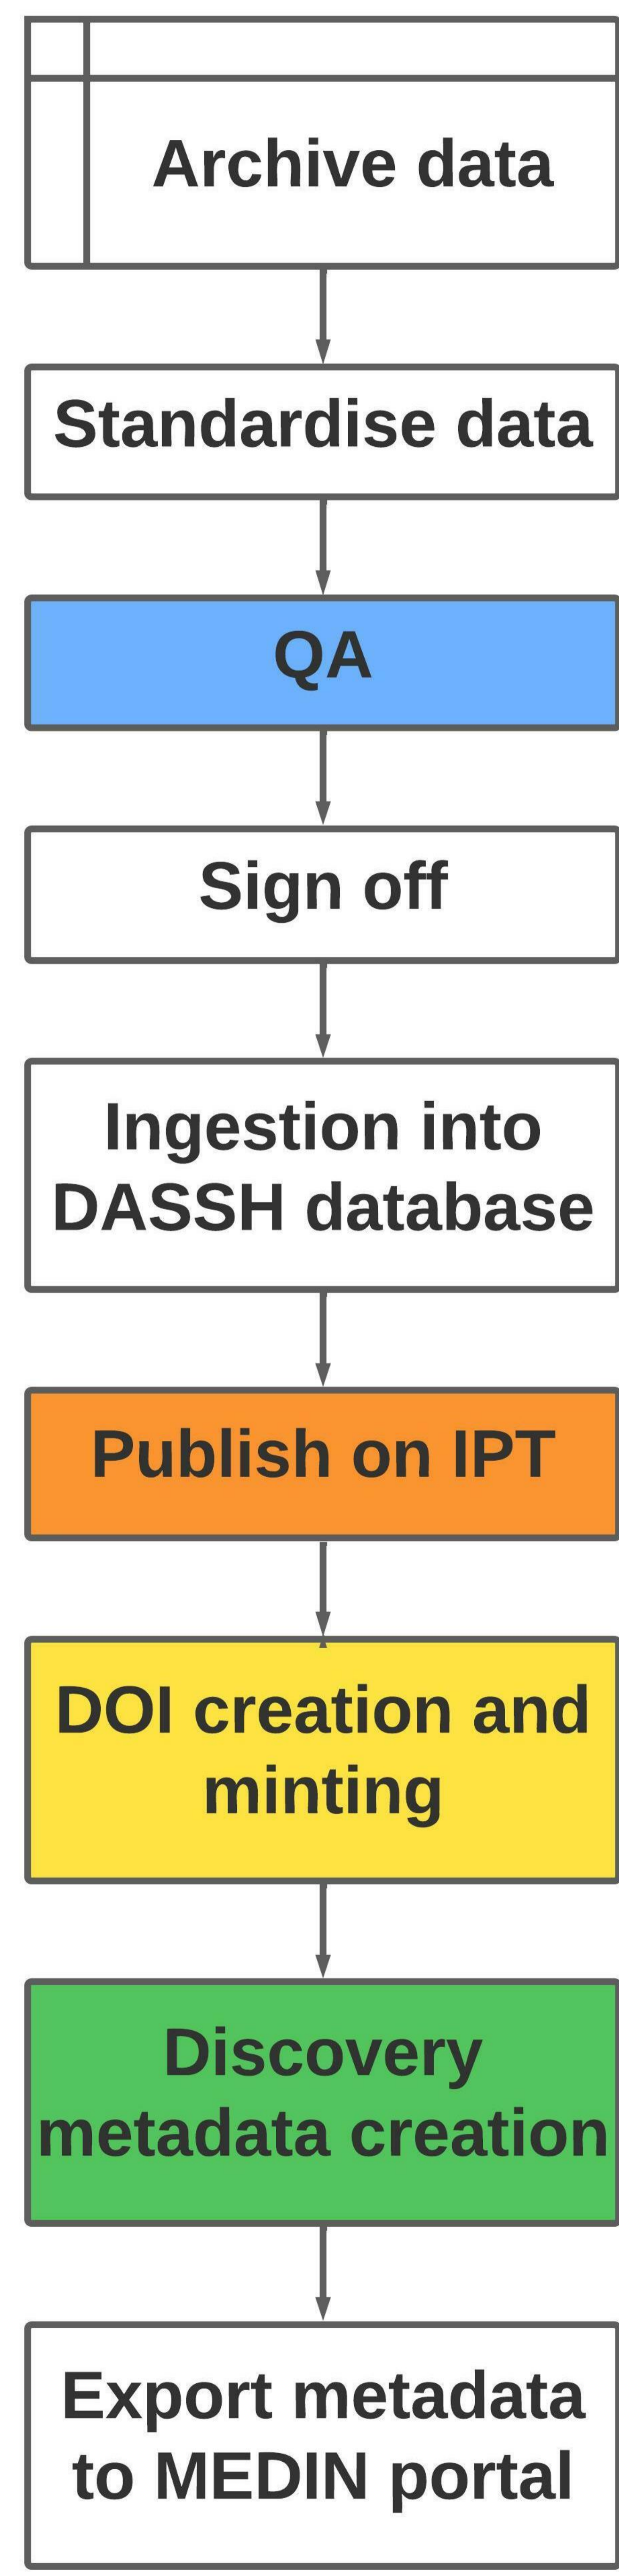 Archive data
Standardise data
QA
Sign off
Ingestion into
DASSH database
Publish on IPT
DOI creation and
minting
Discovery
metadata creation
Export metadata
to MEDIN portal